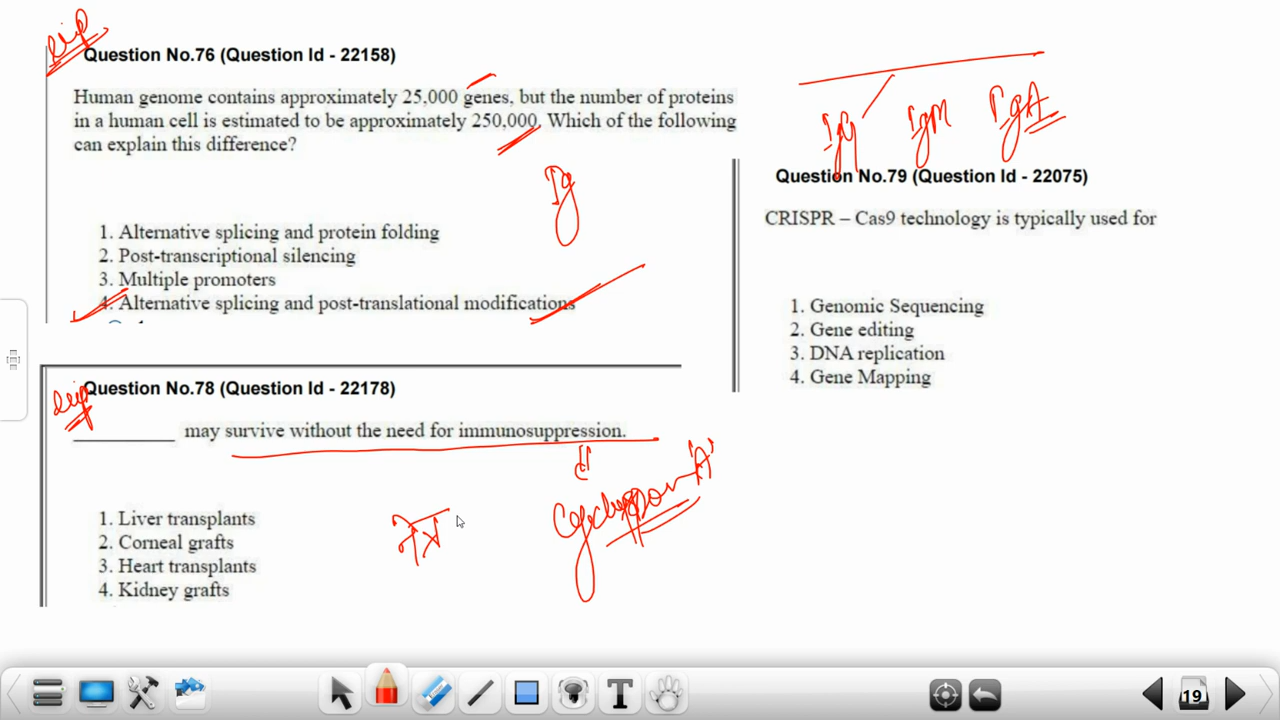 imp
Question No.76 (Question Id - 22158)
Human genome contains approximately 25,000 genes, but the number of proteins
in a human cell is estimated to be approximately 250,000. Which of the following
can explain this difference?
Ig
1. Alternative splicing and protein folding
2. Post-transcriptional silencing
3. Multiple promoters
4. Alternative splicing and post-translational modifications
IgG IgM IgA
Question No.79 (Question Id - 22075)
CRISPR – Cas9 technology is typically used for
1. Genomic Sequencing
2. Gene editing
3. DNA replication
4. Gene Mapping
imp
Question No.78 (Question Id - 22178)
__________ may survive without the need for immunosuppression.
1. Liver transplants
2. Corneal grafts
3. Heart transplants
4. Kidney grafts
'A'
T
19